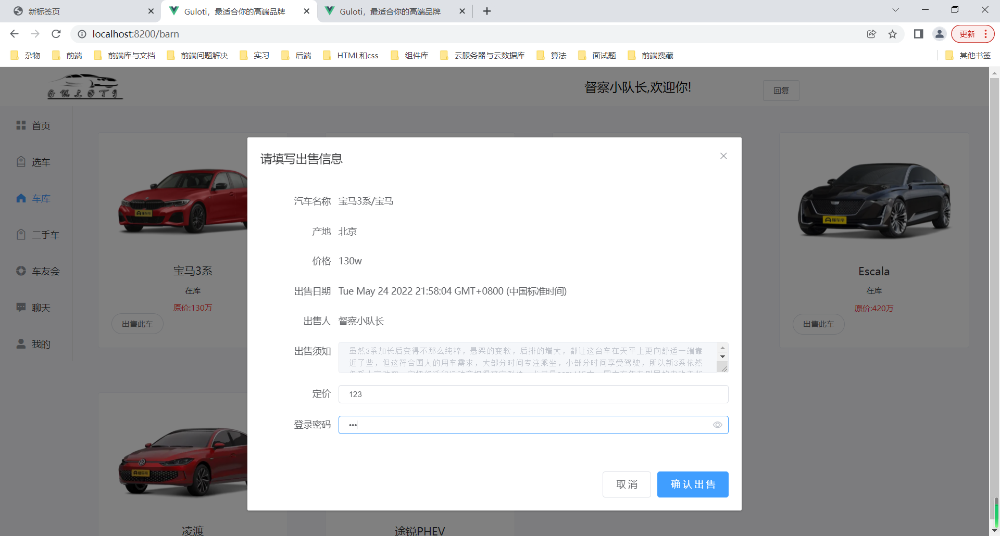 新标签页
Guloti，最适合你的高端品牌
Guloti，最适合你的高端品牌
localhost:8200/barn
更新
杂物
前端
前端库与文档
前端问题解决
实习
后端
HTML和css
组件库
云服务器与云数据库
算法
面试题
前端搜藏
其他书签
GULOTI
督察小队长,欢迎你!
回复
首页
选车
车库
二手车
车友会
聊天
我的
宝马3系
在库
原价:130万
出售此车
Escala
在库
原价:420万
出售此车
凌渡
途锐PHEV
请填写出售信息
汽车名称 宝马3系/宝马
产地 北京
价格 130w
出售日期 Tue May 24 2022 21:58:04 GMT+0800 (中国标准时间)
出售人 督察小队长
出售须知 虽然3系加长后变得不那么纯粹，悬架的变软，后排的增大，都让这台车在天平上更向舒适一端靠
近了些，但这符合国人的用车需求，大部分时间专注乘坐，小部分时间享受驾驶，所以新3系依然
定价 123
登录密码 •••
取消
确认出售